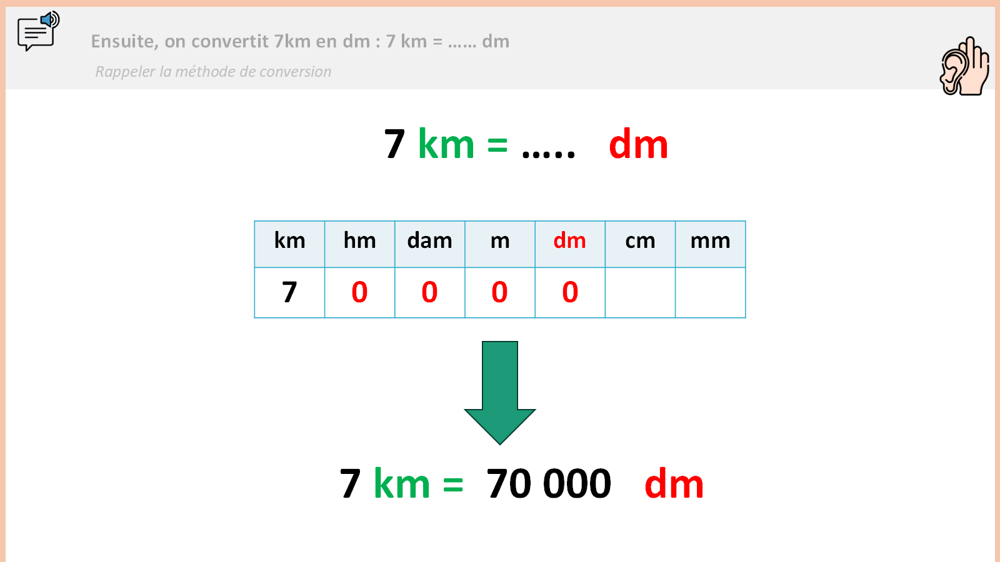 Ensuite, on convertit 7km en dm : 7 km = …… dm
Rappeler la méthode de conversion
7 km = ….. dm
km hm dam m dm cm mm
7 0 0 0 0
7 km = 70 000 dm